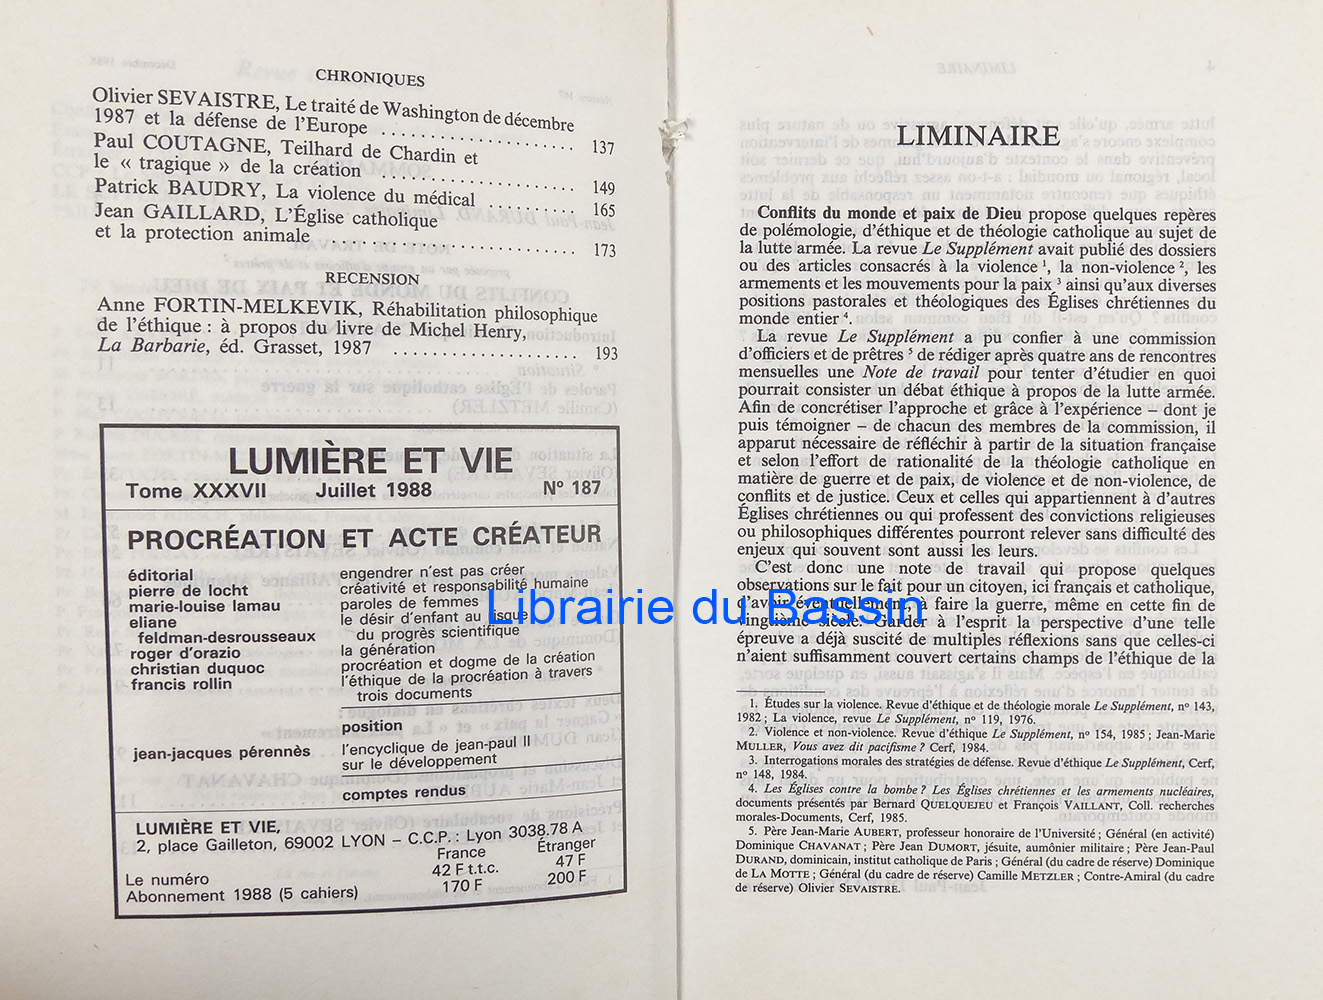 CHRONIQUES
Olivier SEVAISTRE, Le traité de Washington de décembre
1987 et la défense de l'Europe .................... 137
Paul COUTAGNE, Teilhard de Chardin et
le « tragique » de la création .................... 149
Patrick BAUDRY, La violence du médical .......... 165
Jean GAILLARD, L'Église catholique
et la protection animale .................... 173
RECENSION
Anne FORTIN-MELKEVIK, Réhabilitation philosophique
de l'éthique : à propos du livre de Michel Henry,
La Barbarie, éd. Grasset, 1987 .................... 193
LUMIÈRE ET VIE
Tome XXXVII Juillet 1988 N° 187
PROCRÉATION ET ACTE CRÉATEUR
éditorial engendrer n'est pas créer
pierre de locht créativité et responsabilité humaine
marie-louise lamau paroles de femmes
eliane le désir d'enfant au risque
feldman-desrousseaux du progrès scientifique
roger d'orazio la génération
christian duquoc procréation et dogme de la création
francis rollin l'éthique de la procréation à travers
trois documents
position
jean-jacques pérennès l'encyclique de jean-paul II
sur le développement
comptes rendus
LUMIÈRE ET VIE,
2, place Gailleton, 69002 LYON – C.C.P. : Lyon 3038.78 A
France Étranger
Le numéro 42 F t.t.c. 47 F
Abonnement 1988 (5 cahiers) 170 F 200 F
LIMINAIRE
Conflits du monde et paix de Dieu propose quelques repères
de polémologie, d'éthique et de théologie catholique au sujet de
la lutte armée. La revue Le Supplément avait publié des dossiers
ou des articles consacrés à la violence ¹, la non-violence ², les
armements et les mouvements pour la paix ³ ainsi qu'aux diverses
positions pastorales et théologiques des Églises chrétiennes du
monde entier ⁴.
La revue Le Supplément a pu confier à une commission
d'officiers et de prêtres ⁵ de rédiger après quatre ans de rencontres
mensuelles une Note de travail pour tenter d'étudier en quoi
pourrait consister un débat éthique à propos de la lutte armée.
Afin de concrétiser l'approche et grâce à l'expérience – dont je
puis témoigner – de chacun des membres de la commission, il
apparut nécessaire de réfléchir à partir de la situation française
et selon l'effort de rationalité de la théologie catholique en
matière de guerre et de paix, de violence et de non-violence, de
conflits et de justice. Ceux et celles qui appartiennent à d'autres
Églises chrétiennes ou qui professent des convictions religieuses
ou philosophiques différentes pourront relever sans difficulté des
enjeux qui souvent sont aussi les leurs.
C'est donc une note de travail qui propose quelques
observations sur le fait pour un citoyen, ici français et catholique,
d'avoir éventuellement, à faire la guerre, même en cette fin de
vingtième siècle. Garder à l'esprit la perspective d'une telle
épreuve a déjà suscité de multiples réflexions sans que celles-ci
n'aient suffisamment couvert certains champs de l'éthique de la
1. Études sur la violence. Revue d'éthique et de théologie morale Le Supplément, nº 143,
1982 ; La violence, revue Le Supplément, nº 119, 1976.
2. Violence et non-violence. Revue d'éthique Le Supplément, nº 154, 1985 ; Jean-Marie
MULLER, Vous avez dit pacifisme ? Cerf, 1984.
3. Interrogations morales des stratégies de défense. Revue d'éthique Le Supplément, Cerf,
nº 148, 1984.
4. Les Églises contre la bombe ? Les Églises chrétiennes et les armements nucléaires,
documents présentés par Bernard QUELQUEJEU et François VAILLANT, Coll. recherches
morales-Documents, Cerf, 1985.
5. Père Jean-Marie AUBERT, professeur honoraire de l'Université ; Général (en activité)
Dominique CHAVANAT ; Père Jean DUMORT, jésuite, aumônier militaire ; Père Jean-Paul
DURAND, dominicain, institut catholique de Paris ; Général (du cadre de réserve) Dominique
de LA MOTTE ; Général (du cadre de réserve) Camille METZLER ; Contre-Amiral (du cadre
de réserve) Olivier SEVAISTRE.
Librairie du Bassin